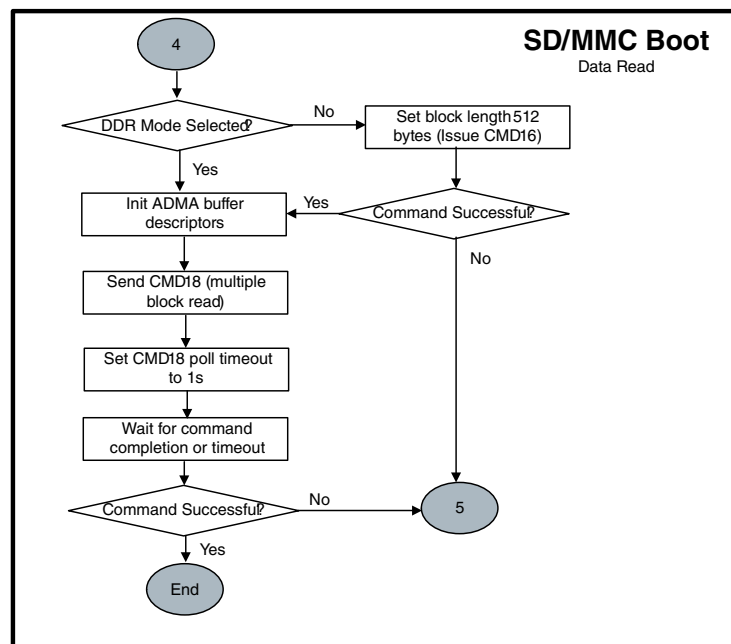 SD/MMC Boot
Data Read
4
DDR Mode Selected?
No
Set block length 512
bytes (Issue CMD16)
Yes
Init ADMA buffer
descriptors
Yes
Command Successful?
No
Send CMD18 (multiple
block read)
Set CMD18 poll timeout
to 1s
Wait for command
completion or timeout
Command Successful?
No
5
Yes
End